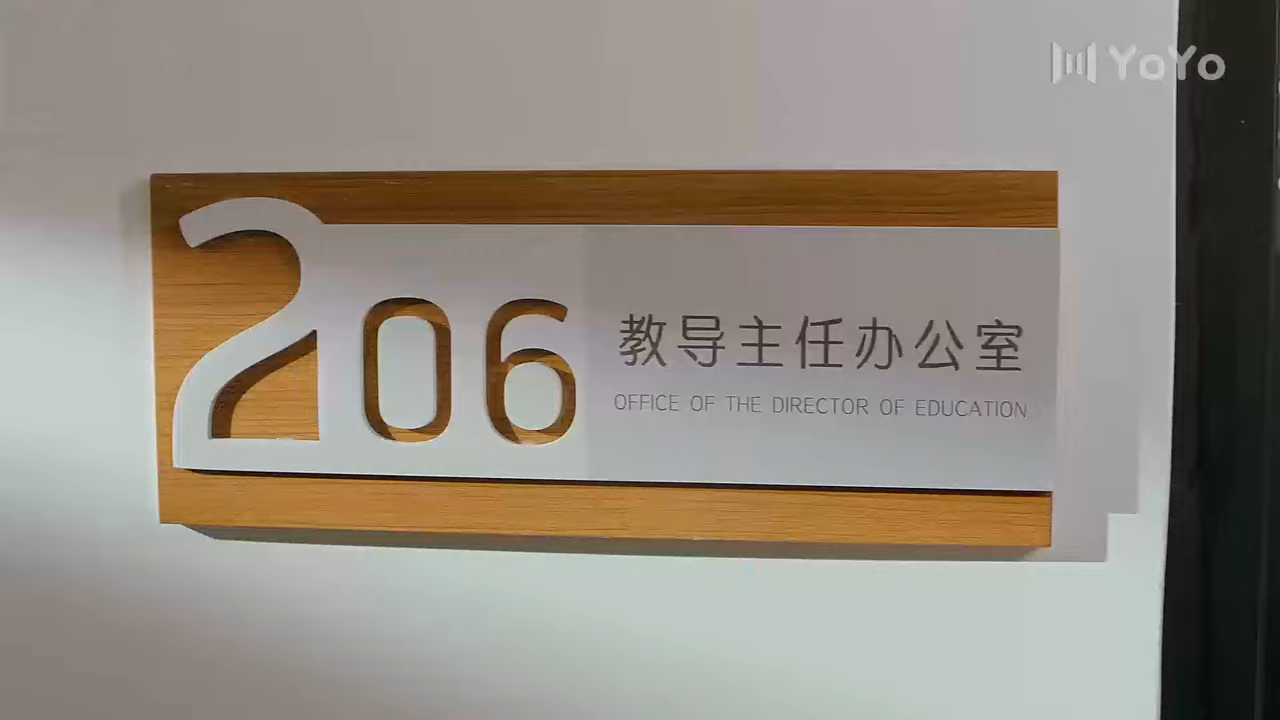 YoYo
206
教导主任办公室
OFFICE OF THE DIRECTOR OF EDUCATION